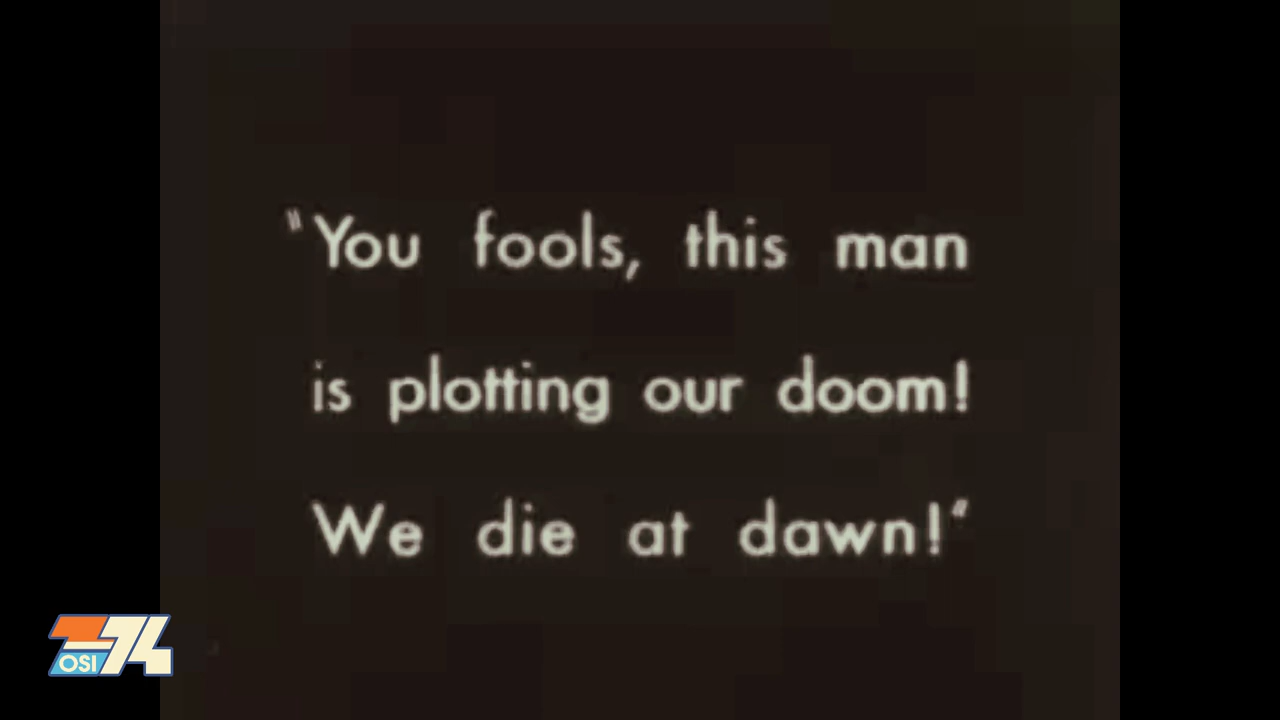 "You fools, this man
is plotting our doom!
We die at dawn!"
OSI 74